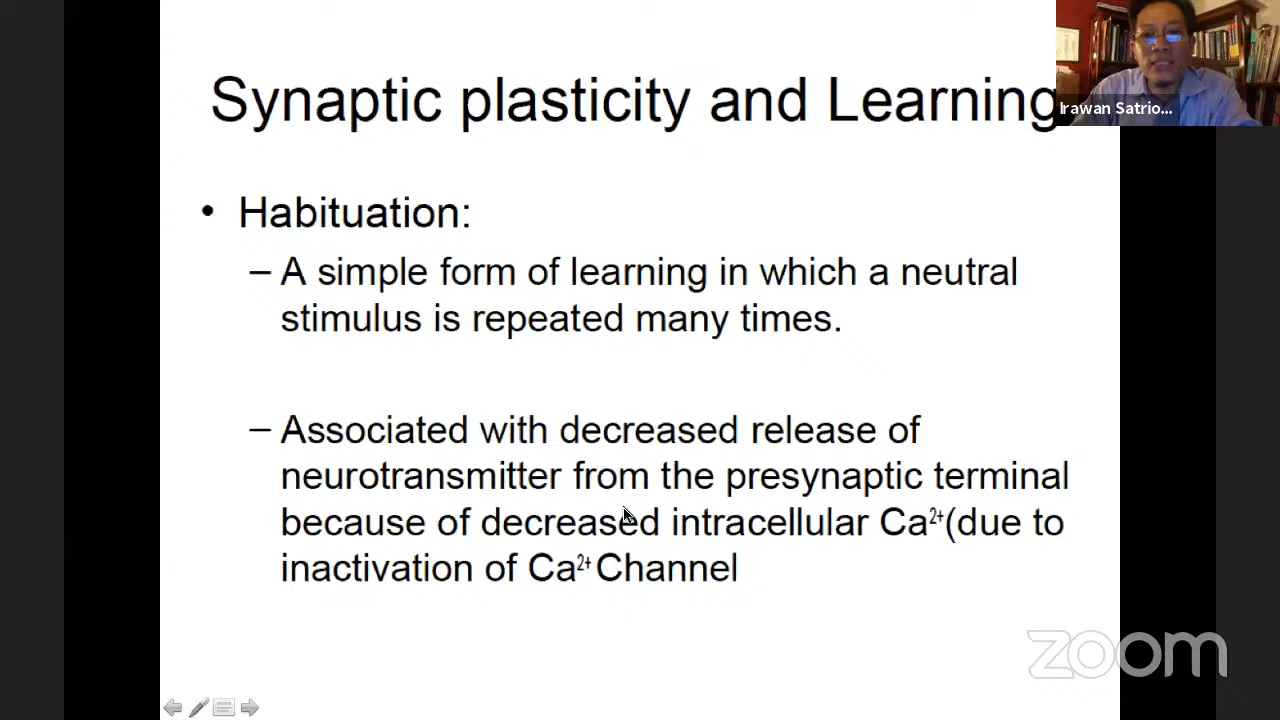 Synaptic plasticity and Learning
Irawan Satrio...
• Habituation:
– A simple form of learning in which a neutral
stimulus is repeated many times.
– Associated with decreased release of
neurotransmitter from the presynaptic terminal
because of decreased intracellular Ca²⁺(due to
inactivation of Ca²⁺ Channel
zoom